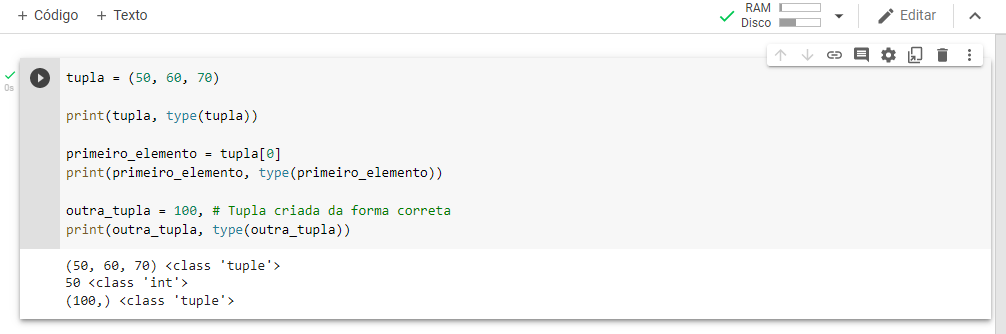 + Código + Texto
RAM
Disco
Editar
0s
tupla = (50, 60, 70)
print(tupla, type(tupla))
primeiro_elemento = tupla[0]
print(primeiro_elemento, type(primeiro_elemento))
outra_tupla = 100, # Tupla criada da forma correta
print(outra_tupla, type(outra_tupla))
(50, 60, 70) <class 'tuple'>
50 <class 'int'>
(100,) <class 'tuple'>